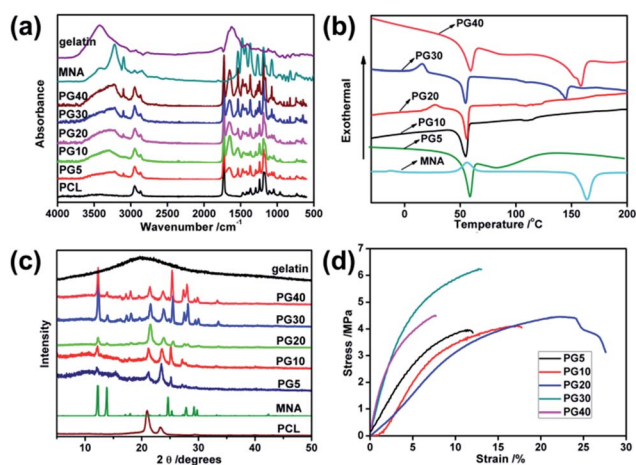 (a)
gelatin
MNA
PG40
PG30
PG20
PG10
PG5
PCL
Absorbance
4000 3500 3000 2500 2000 1500 1000 500
Wavenumber /cm-1
(b)
PG40
PG30
PG20
PG10
PG5
MNA
Exothermal
0 50 100 150 200
Temperature /°C
(c)
gelatin
PG40
PG30
PG20
PG10
PG5
MNA
PCL
Intensity
10 20 30 40 50
2 θ /degrees
(d)
7
6
5
4
3
2
1
0
Stress /MPa
PG5
PG10
PG20
PG30
PG40
0 5 10 15 20 25 30
Strain /%